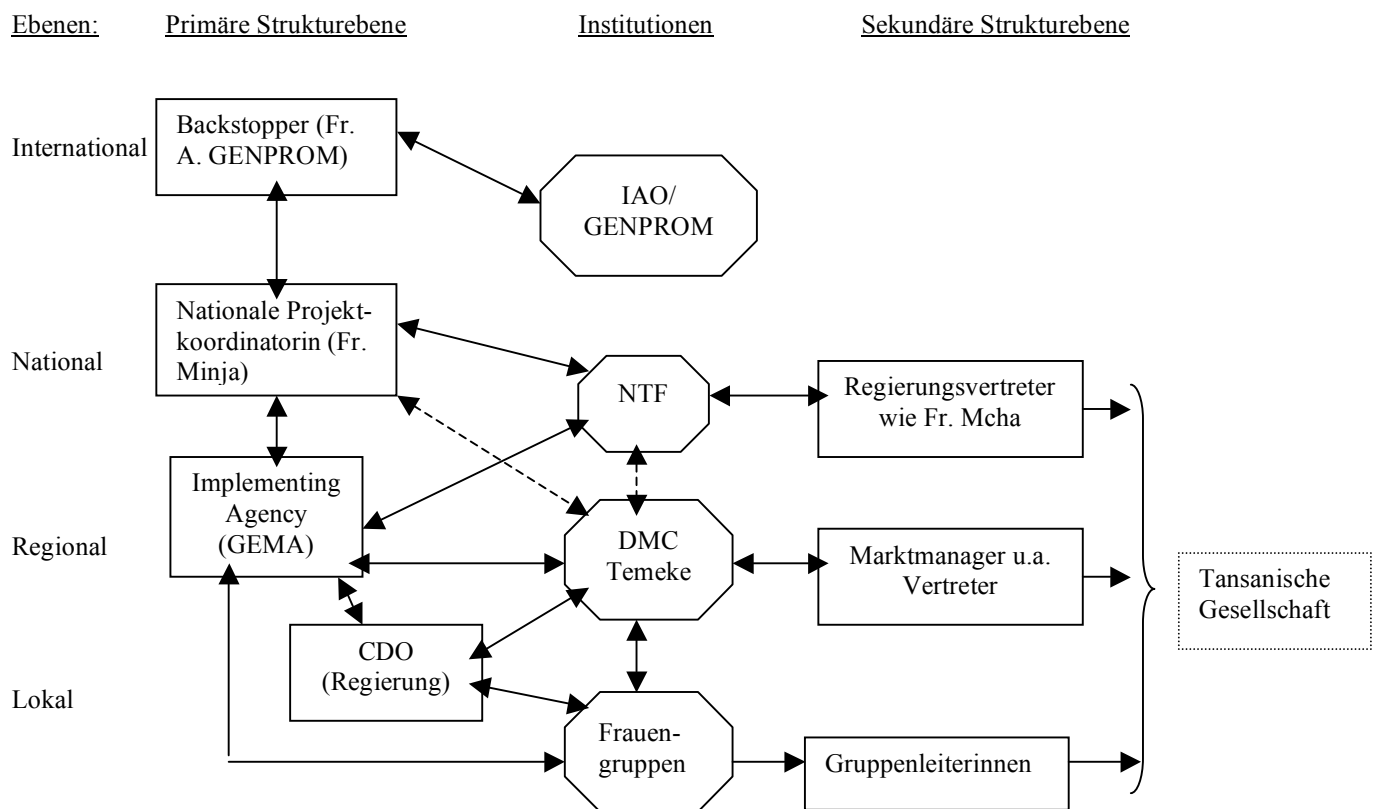 Ebenen:
Primäre Strukturebene
Institutionen
Sekundäre Strukturebene
International
Backstopper (Fr.
A. GENPROM)
IAO/
GENPROM
National
Nationale Projekt-
koordinatorin (Fr.
Minja)
NTF
Regierungsvertreter
wie Fr. Mcha
Regional
Implementing
Agency
(GEMA)
DMC
Temeke
Marktmanager u.a.
Vertreter
Tansanische
Gesellschaft
Lokal
CDO
(Regierung)
Frauen-
gruppen
Gruppenleiterinnen